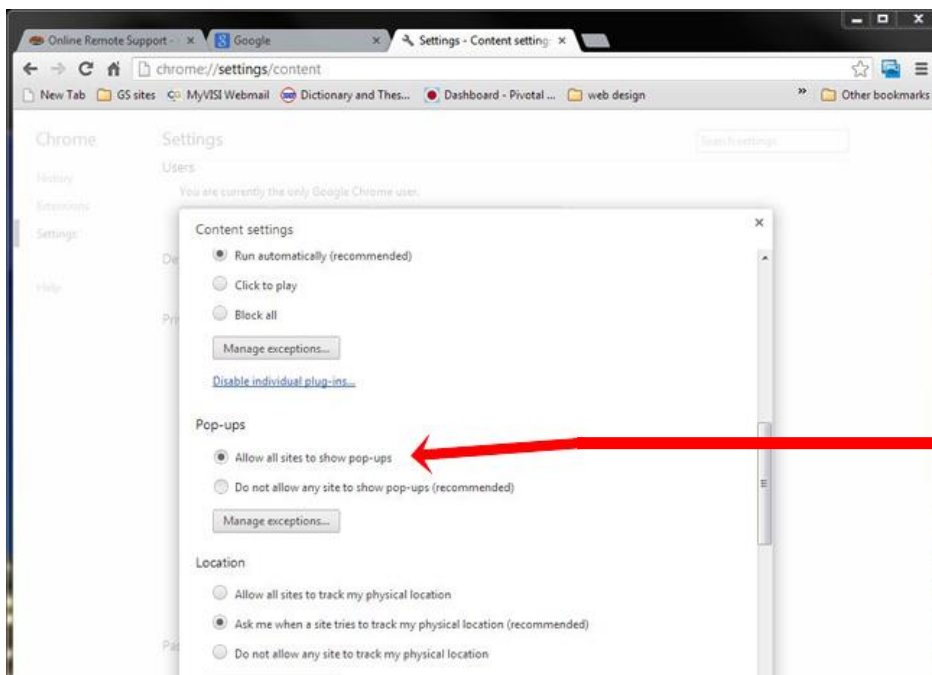 Online Remote Support -
Google
Settings - Content setting
chrome://settings/content
New Tab
GS sites
MyVISI Webmail
Dictionary and Thes...
Dashboard - Pivotal ...
web design
»
Other bookmarks
Chrome
Settings
Search settings
History
Users
Extensions
You are currently the only Google Chrome user.
Settings
Help
Content settings
Run automatically (recommended)
Click to play
Block all
Manage exceptions...
Disable individual plug-ins...
Pop-ups
Allow all sites to show pop-ups
Do not allow any site to show pop-ups (recommended)
Manage exceptions...
Location
Allow all sites to track my physical location
Ask me when a site tries to track my physical location (recommended)
Do not allow any site to track my physical location